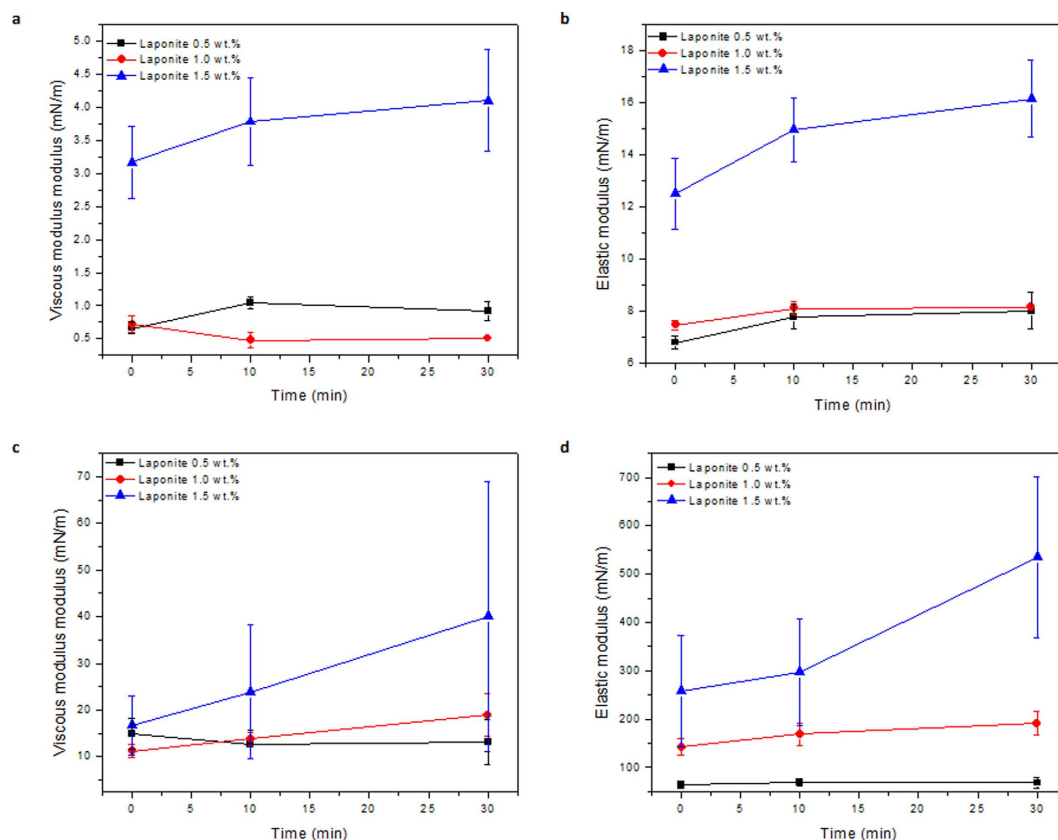 a
Laponite 0.5 wt.%
Laponite 1.0 wt.%
Laponite 1.5 wt.%
Viscous modulus (mN/m)
5.0
4.5
4.0
3.5
3.0
2.5
2.0
1.5
1.0
0.5
0 5 10 15 20 25 30
Time (min)
b
Laponite 0.5 wt.%
Laponite 1.0 wt.%
Laponite 1.5 wt.%
Elastic modulus (mN/m)
18
16
14
12
10
8
6
0 5 10 15 20 25 30
Time (min)
c
Laponite 0.5 wt.%
Laponite 1.0 wt.%
Laponite 1.5 wt.%
Viscous modulus modulus (mN/m)
70
60
50
40
30
20
10
0 5 10 15 20 25 30
Time (min)
d
Laponite 0.5 wt.%
Laponite 1.0 wt.%
Laponite 1.5 wt.%
Elastic modulus (mN/m)
700
600
500
400
300
200
100
0 5 10 15 20 25 30
Time (min)